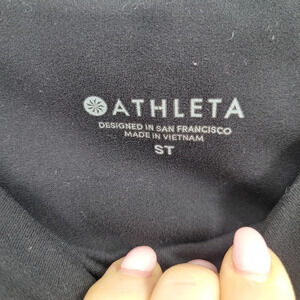 ATHLETA
DESIGNED IN SAN FRANCISCO
MADE IN VIETNAM
ST